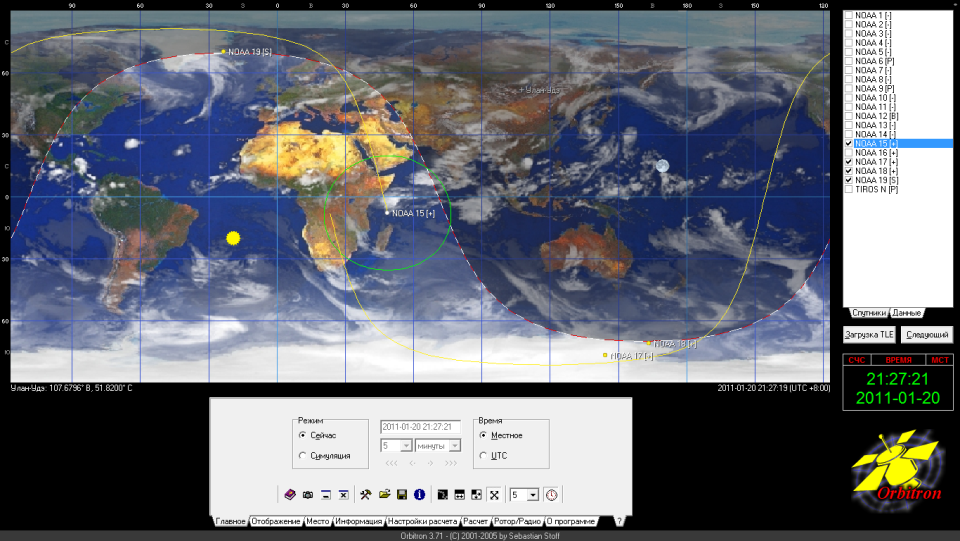 120 90 60 30 З 0 В 30 60 90 120 150 В 180 З 150 120
С
60
30
С
0
Ю
30
60
Ю
NOAA 19 [S]
+ Улан-Удэ
NOAA 15 [+]
NOAA 18 [+]
NOAA 17 [+]
Улан-Удэ: 107.6796° В, 51.8200° С
2011-01-20 21:27:19 (UTC +8:00)
NOAA 1 [-]
NOAA 2 [-]
NOAA 3 [-]
NOAA 4 [-]
NOAA 5 [-]
NOAA 6 [P]
NOAA 7 [-]
NOAA 8 [-]
NOAA 9 [P]
NOAA 10 [-]
NOAA 11 [-]
NOAA 12 [B]
NOAA 13 [-]
NOAA 14 [-]
NOAA 15 [+]
NOAA 16 [+]
NOAA 17 [+]
NOAA 18 [+]
NOAA 19 [S]
TIROS N [P]
Спутники Данные
Загрузка TLE Следующий
СЧС ВРЕМЯ МСТ
21:27:21
2011-01-20
Orbitron
Режим
Сейчас
Симуляция
2011-01-20 21:27:21
5 минуты
<<< <- -> >>>
Время
Местное
UTC
5
Главное Отображение Место Информация Настройки расчета Расчет Ротор/Радио О программе ?
Orbitron 3.71 - (C) 2001-2005 by Sebastian Stoff